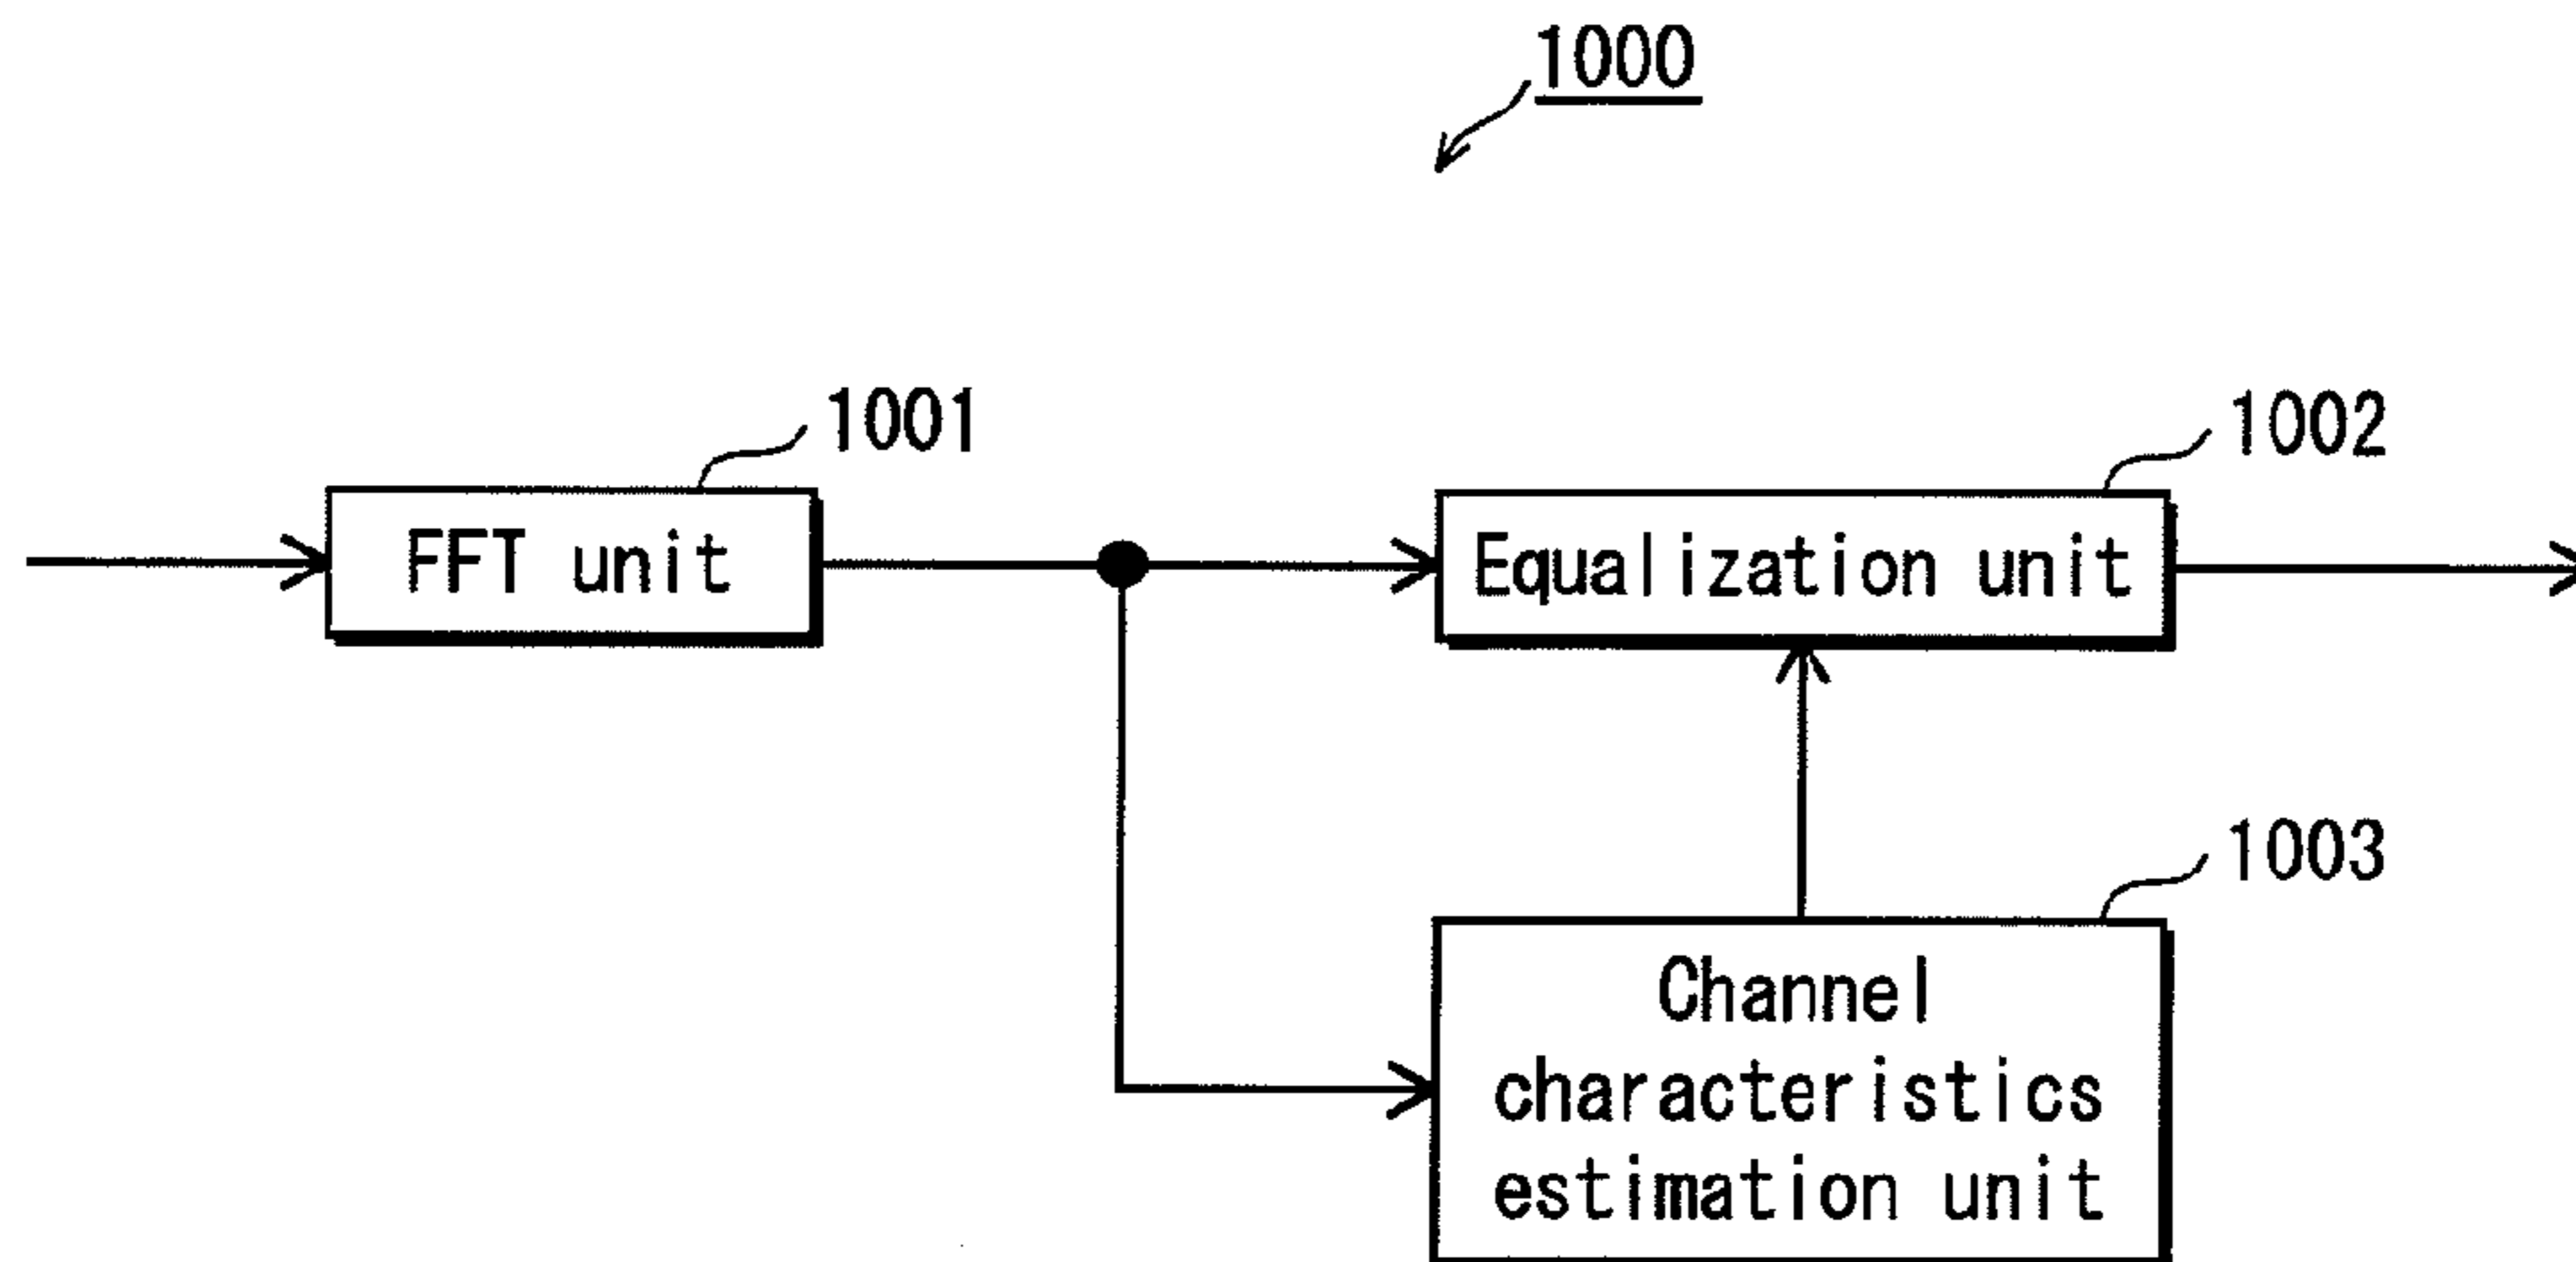 1000
1001
1002
FFT unit
Equalization unit
1003
Channel
characteristics
estimation unit